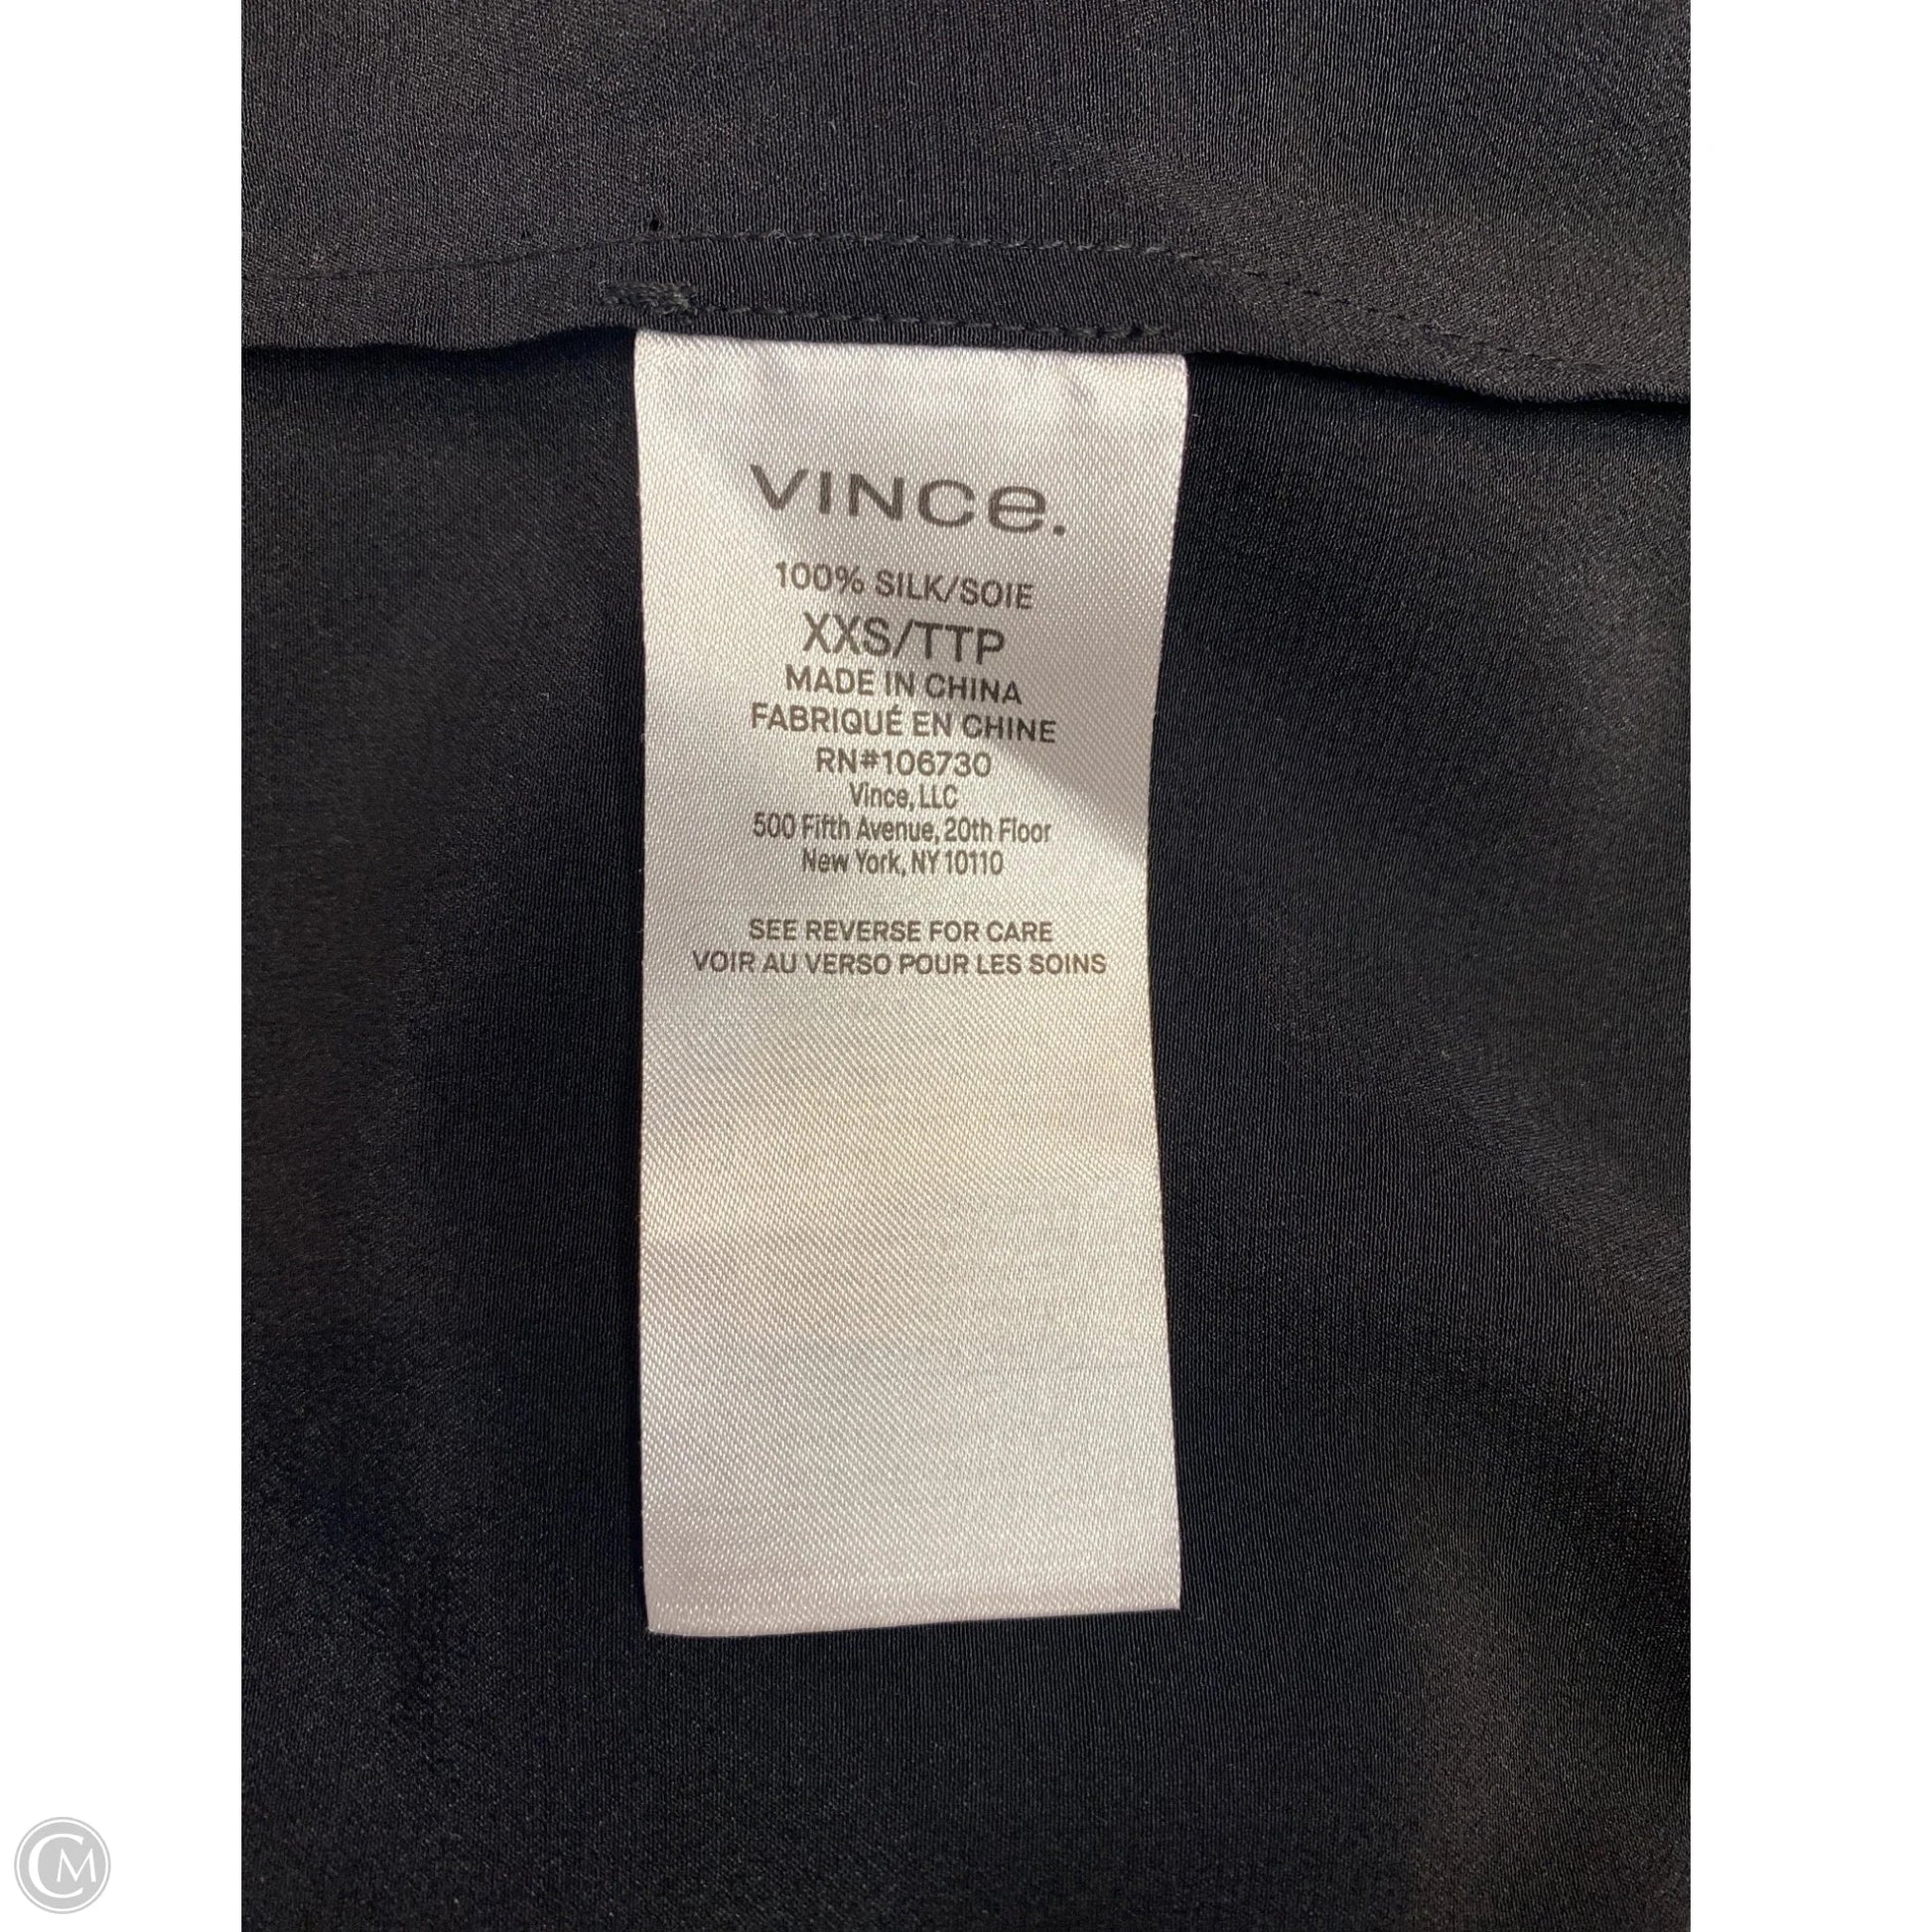 VINCe.
100% SILK/SOIE
XXS/TTP
MADE IN CHINA
FABRIQUÉ EN CHINE
RN#106730
Vince, LLC
500 Fifth Avenue, 20th Floor
New York, NY 10110
SEE REVERSE FOR CARE
VOIR AU VERSO POUR LES SOINS
CM